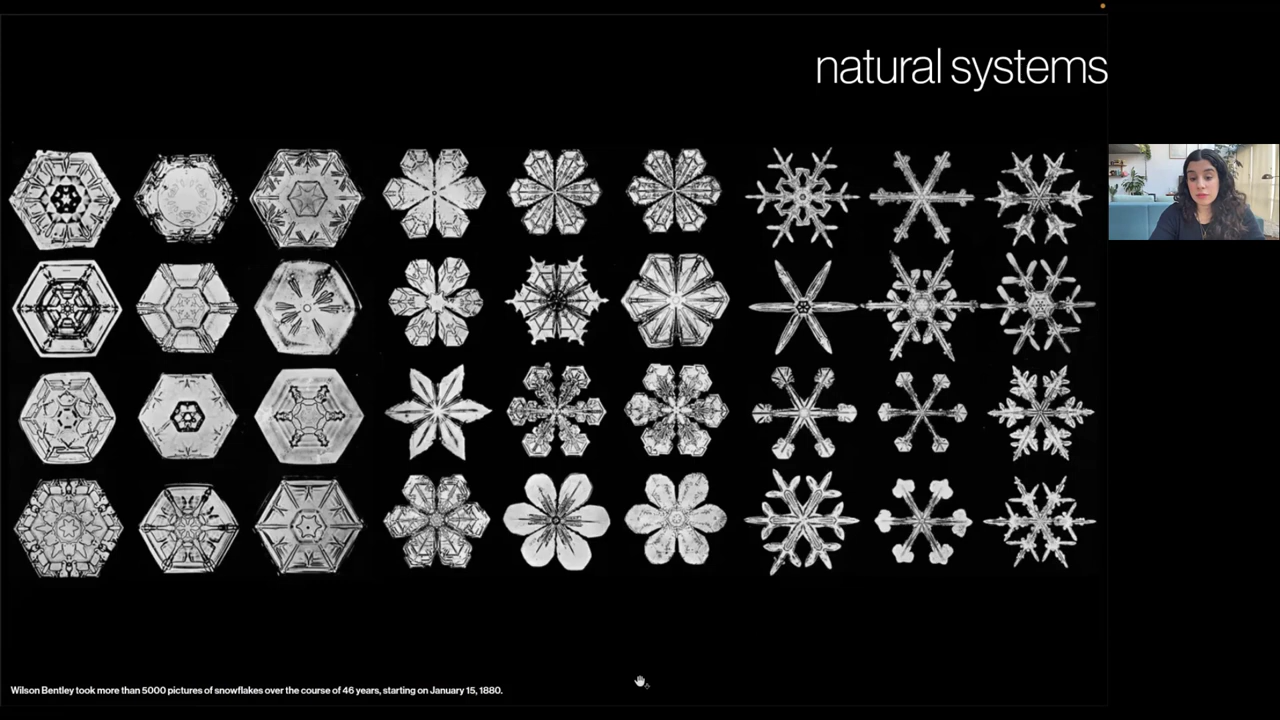 natural systems
Wilson Bentley took more than 5000 pictures of snowflakes over the course of 46 years, starting on January 15, 1880.